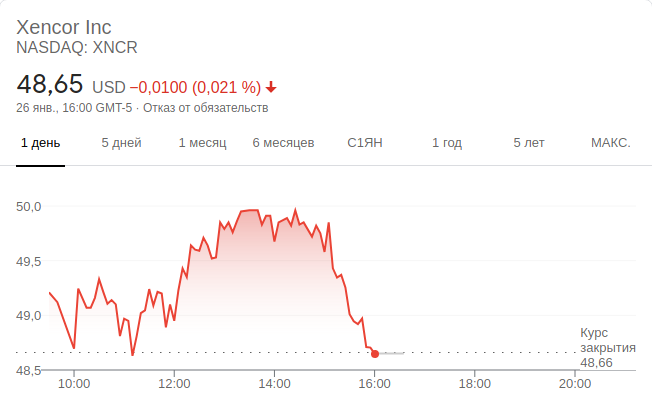 Xencor Inc
NASDAQ: XNCR
48,65 USD −0,0100 (0,021 %)
26 янв., 16:00 GMT-5 · Отказ от обязательств
1 день 5 дней 1 месяц 6 месяцев С1ЯН 1 год 5 лет МАКС.
50,0
49,5
49,0
48,5
Курс
закрытия
48,66
10:00 12:00 14:00 16:00 18:00 20:00